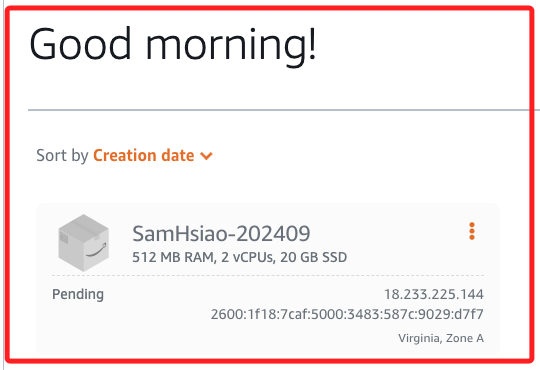 Good morning!
Sort by Creation date
SamHsiao-202409
512 MB RAM, 2 vCPUs, 20 GB SSD
Pending 18.233.225.144
2600:1f18:7caf:5000:3483:587c:9029:d7f7
Virginia, Zone A